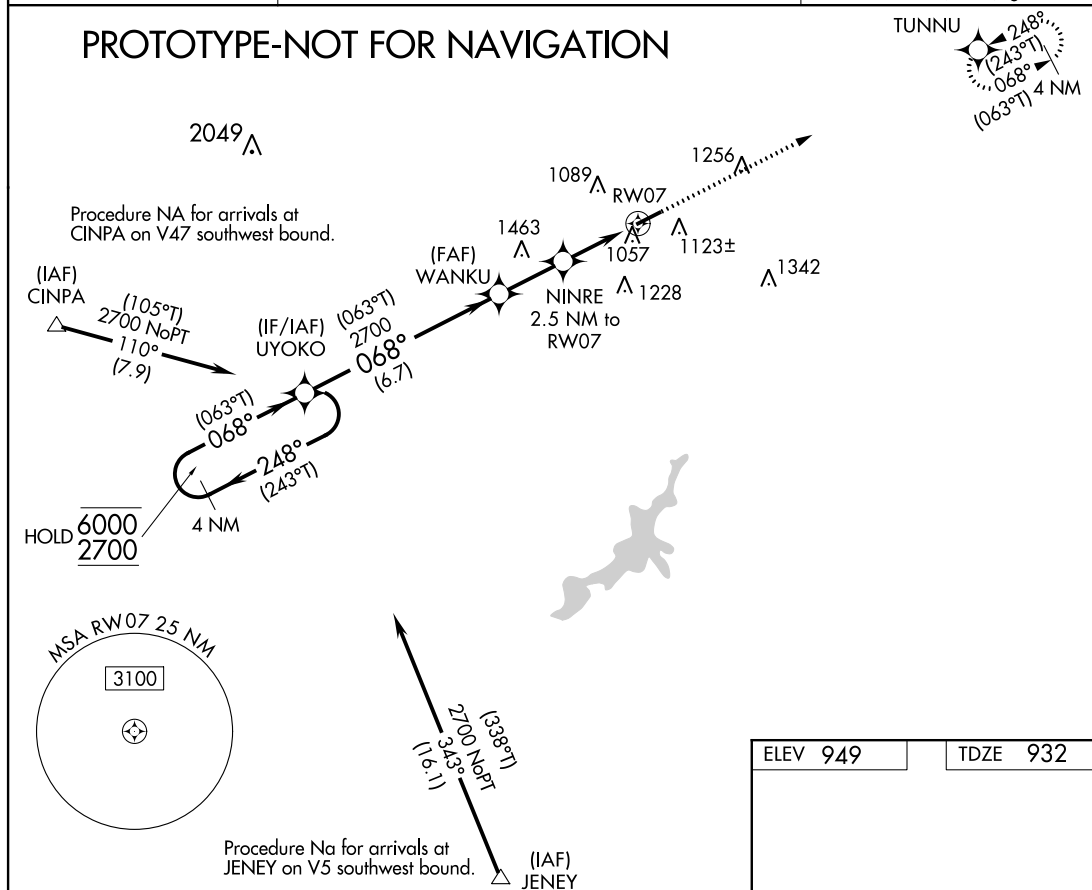 PROTOTYPE-NOT FOR NAVIGATION
TUNNU
248°
(243°T)
068°
(063°T)
4 NM
2049
1256
1089
RW07
Procedure NA for arrivals at
CINPA on V47 southwest bound.
1463
1057
1123±
(FAF)
WANKU
(IAF)
CINPA
1342
NINRE
2.5 NM to
RW07
1228
(105°T)
2700 NoPT
110°
(7.9)
(IF/IAF)
UYOKO
(063°T)
2700
068°
(6.7)
(063°T)
068°
248°
(243°T)
4 NM
HOLD 6000
2700
MSA RW07 25 NM
3100
(338°T)
2700 NoPT
343°
(16.1)
ELEV 949
TDZE 932
Procedure Na for arrivals at
JENEY on V5 southwest bound.
(IAF)
JENEY